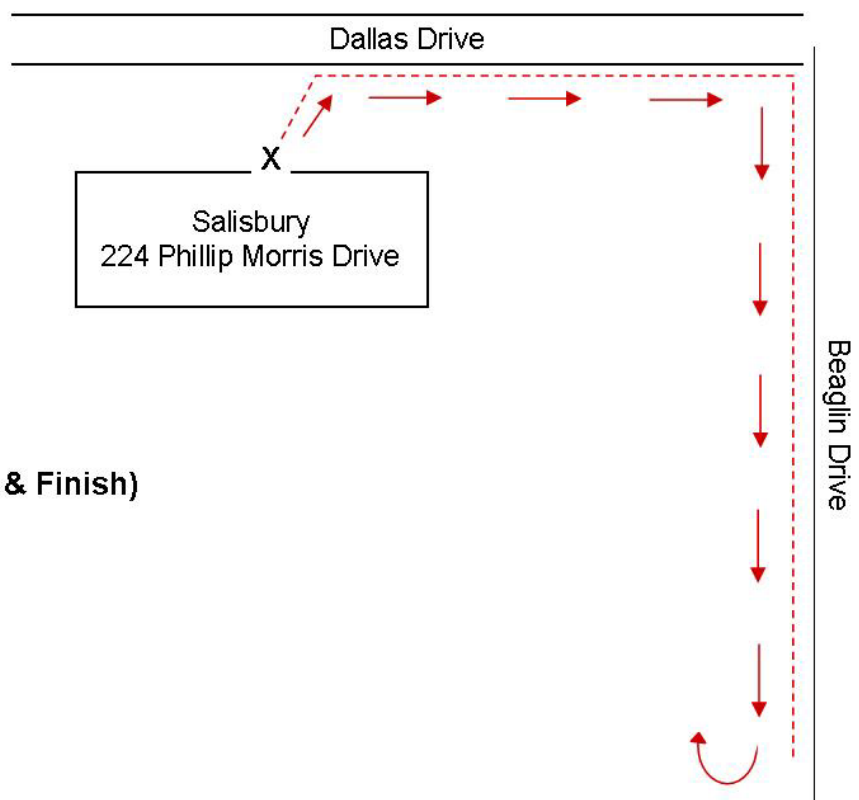 Dallas Drive
X
Salisbury
224 Phillip Morris Drive
Beaglin Drive
& Finish)